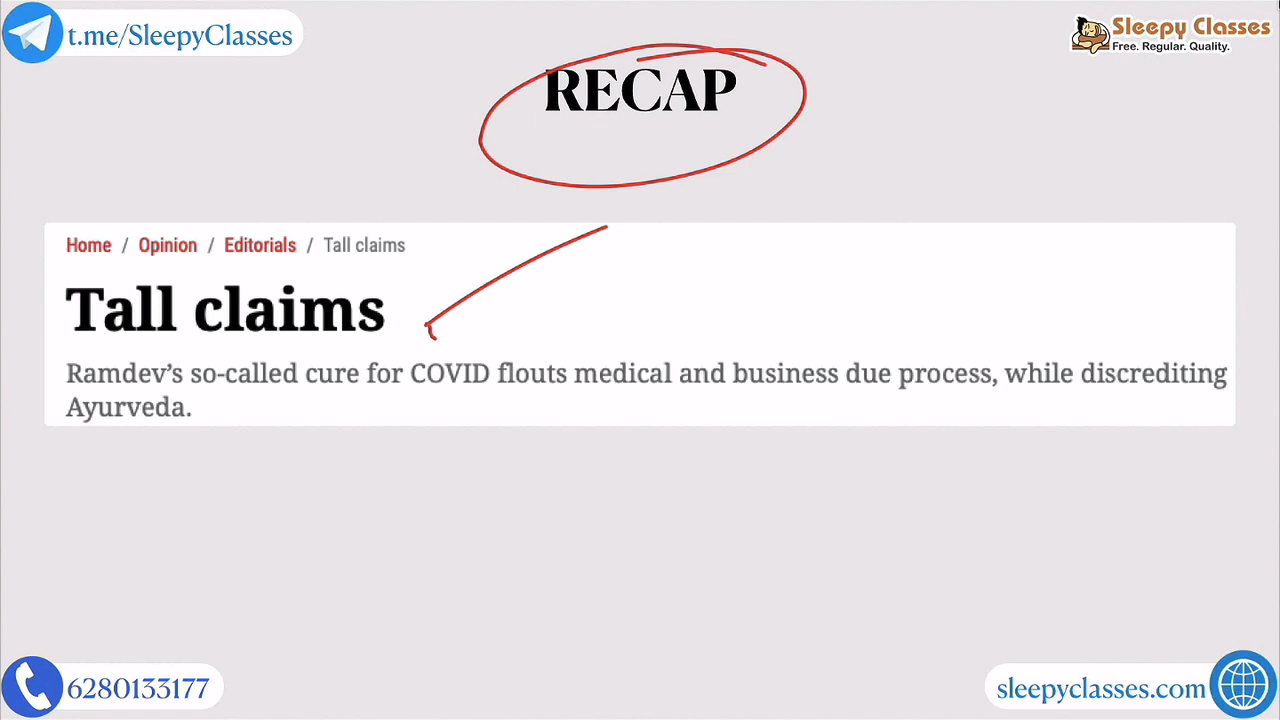 t.me/SleepyClasses
Sleepy Classes
Free. Regular. Quality.
RECAP
Home / Opinion / Editorials / Tall claims
Tall claims
Ramdev’s so-called cure for COVID flouts medical and business due process, while discrediting
Ayurveda.
6280133177
sleepyclasses.com